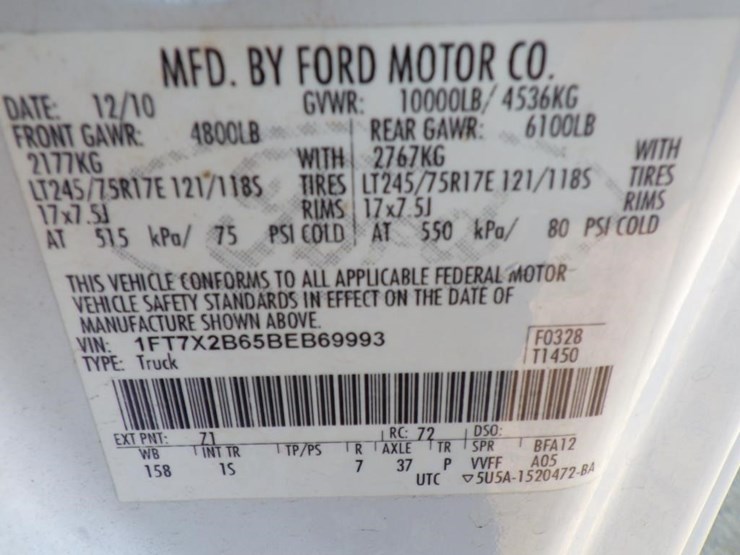 MFD. BY FORD MOTOR CO.
DATE: 12/10 GVWR: 10000LB/ 4536KG
FRONT GAWR: 4800LB REAR GAWR: 6100LB
2177KG WITH 2767KG WITH
LT245/75R17E 121/118S TIRES LT245/75R17E 121/118S TIRES
17x7.5J RIMS 17x7.5J RIMS
AT 515 kPa/ 75 PSI COLD AT 550 kPa/ 80 PSI COLD
THIS VEHICLE CONFORMS TO ALL APPLICABLE FEDERAL MOTOR
VEHICLE SAFETY STANDARDS IN EFFECT ON THE DATE OF
MANUFACTURE SHOWN ABOVE.
VIN: 1FT7X2B65BEB69993 F0328
TYPE: Truck T1450
EXT PNT: Z1 RC: 72 DSO:
WB INT TR TP/PS R AXLE TR SPR BFA12
158 1S 7 37 P VVFF A05
UTC ▽5U5A-1520472-BA